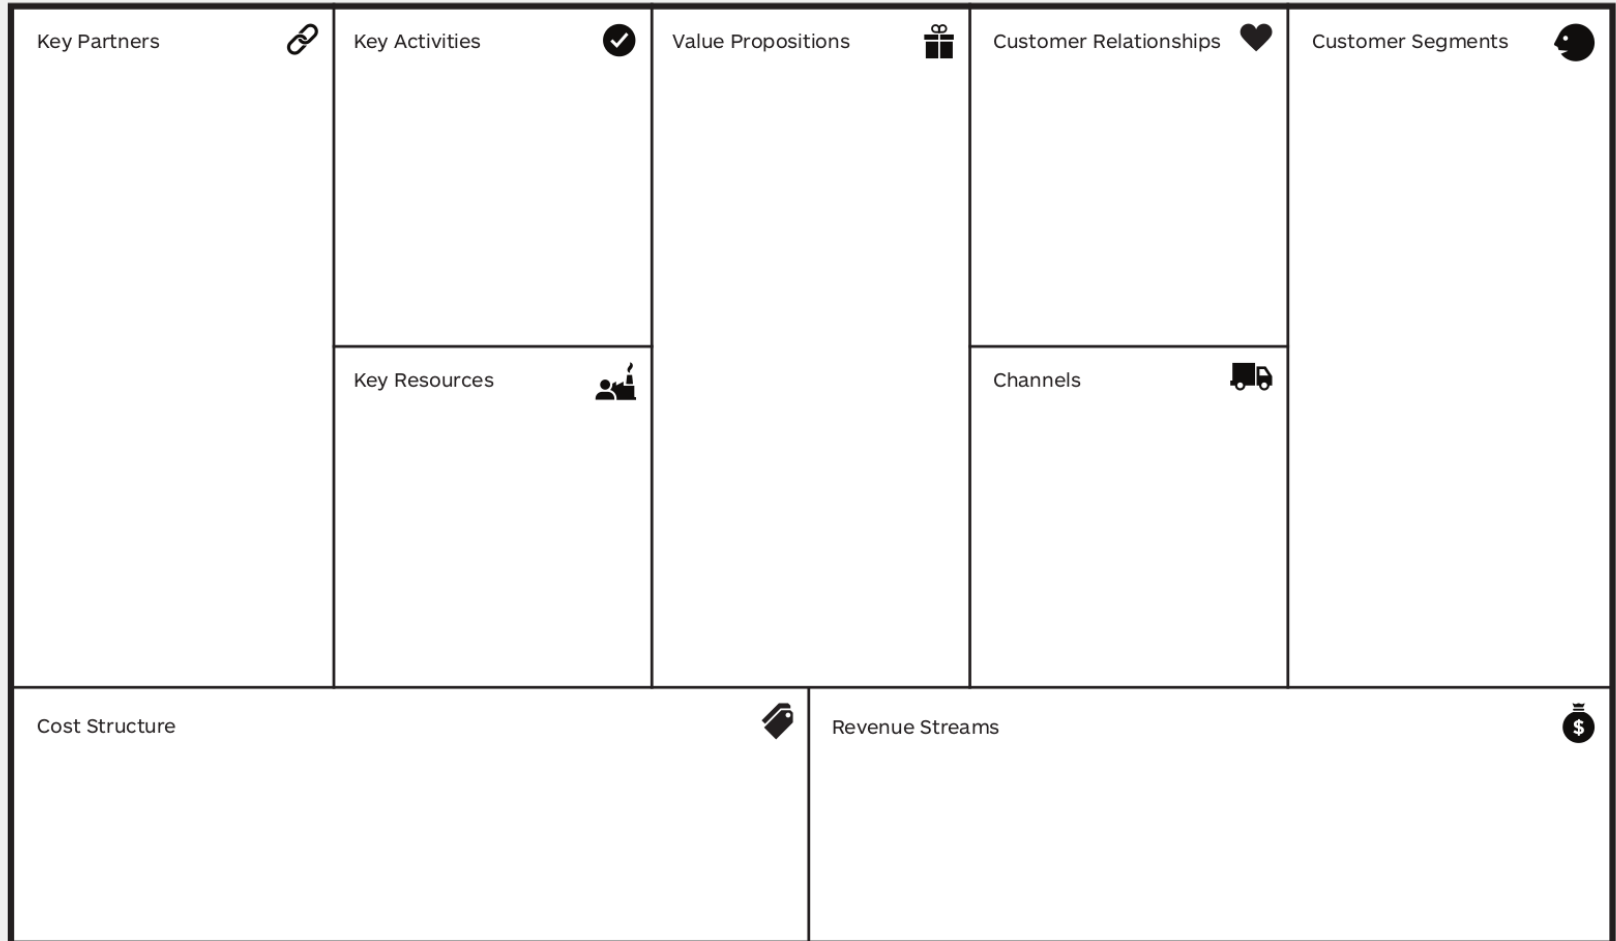 Key Partners
Key Activities
Value Propositions
Customer Relationships
Customer Segments
Key Resources
Channels
Cost Structure
Revenue Streams
$